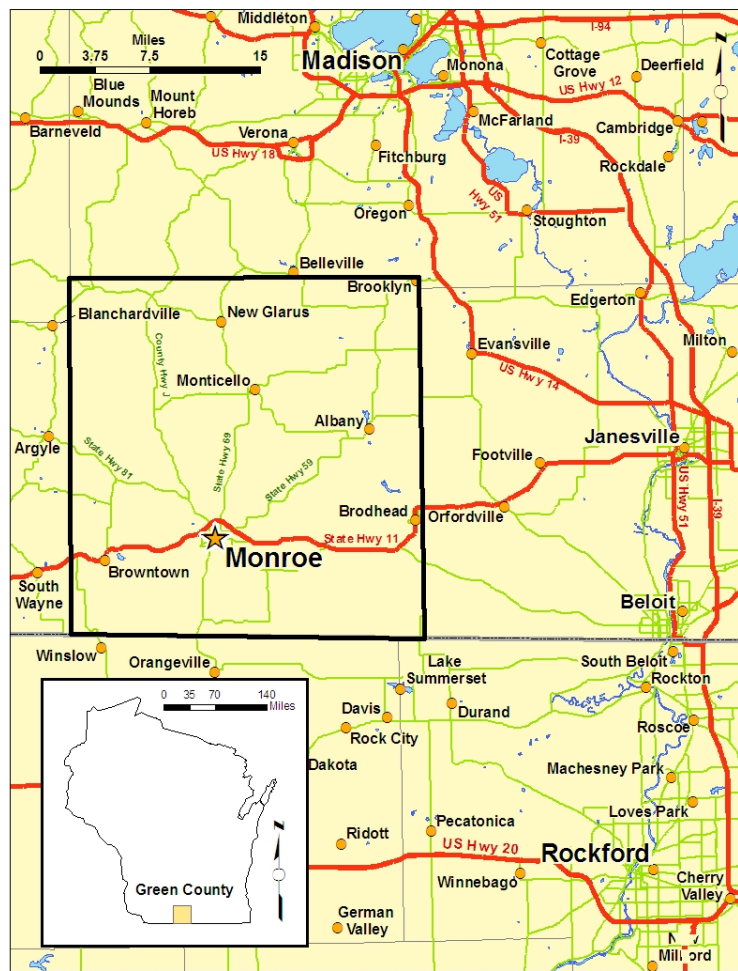 Middleton
I-94
Miles
0 3.75 7.5 15
Madison
Monona
Cottage
Grove
Deerfield
US Hwy 12
Blue
Mounds
Mount
Horeb
Barneveld
Verona
US Hwy 18
Fitchburg
McFarland
I-39
Cambridge
Rockdale
Oregon
US
Hwy 51
Stoughton
Belleville
Brooklyn
Edgerton
Blanchardville
New Glarus
County Hwy J
Evansville
Milton
Monticello
US Hwy 14
Albany
Argyle
State Hwy 81
State Hwy 69
State Hwy 59
Footville
Janesville
US Hwy 51
I-39
Brodhead
Orfordville
State Hwy 11
Monroe
Browntown
South
Wayne
Beloit
Winslow
Orangeville
Lake
Summerset
South Beloit
Rockton
Davis
Durand
Rock City
Roscoe
Dakota
Machesney Park
Loves Park
Ridott
Pecatonica
US Hwy 20
Rockford
Winnebago
Cherry
Valley
German
Valley
N
Milford
0 35 70 140
Miles
Green County
N
N